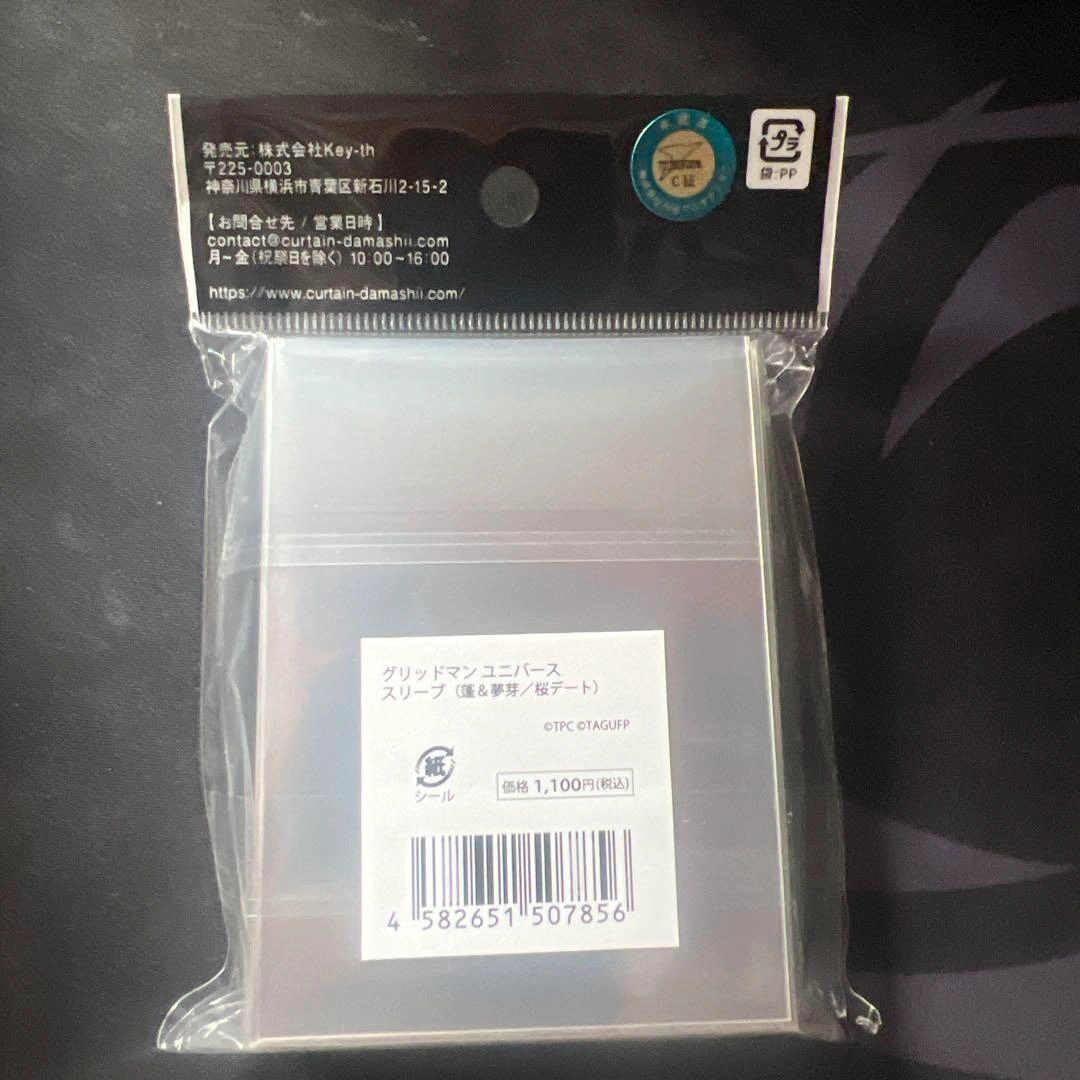 発売元:株式会社Key-th
〒225-0003
神奈川県横浜市青葉区新石川2-15-2
【お問合せ先 / 営業日時】
contact@curtain-damashii.com
月~金(祝祭日を除く) 10:00~16:00
https://www.curtain-damashii.com/
C証
プラ
袋:PP
グリッドマン ユニバース
スリーブ(蓬&夢芽/桜デート)
©TPC ©TAGUFP
紙
シール
価格 1,100円(税込)
4 582651 507856